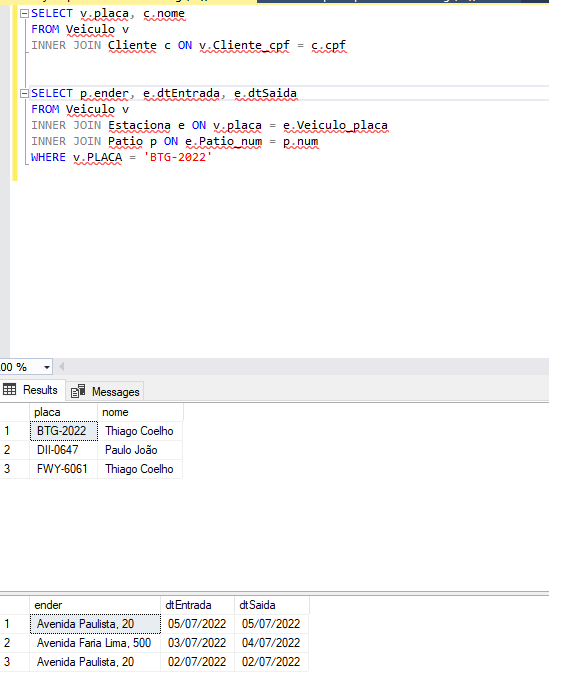 SELECT v.placa, c.nome
FROM Veiculo v
INNER JOIN Cliente c ON v.Cliente_cpf = c.cpf
SELECT p.ender, e.dtEntrada, e.dtSaida
FROM Veiculo v
INNER JOIN Estaciona e ON v.placa = e.Veiculo_placa
INNER JOIN Patio p ON e.Patio_num = p.num
WHERE v.PLACA = 'BTG-2022'
00 %
Results Messages
placa nome
1 BTG-2022 Thiago Coelho
2 DII-0647 Paulo João
3 FWY-6061 Thiago Coelho
ender dtEntrada dtSaida
1 Avenida Paulista, 20 05/07/2022 05/07/2022
2 Avenida Faria Lima, 500 03/07/2022 04/07/2022
3 Avenida Paulista, 20 02/07/2022 02/07/2022